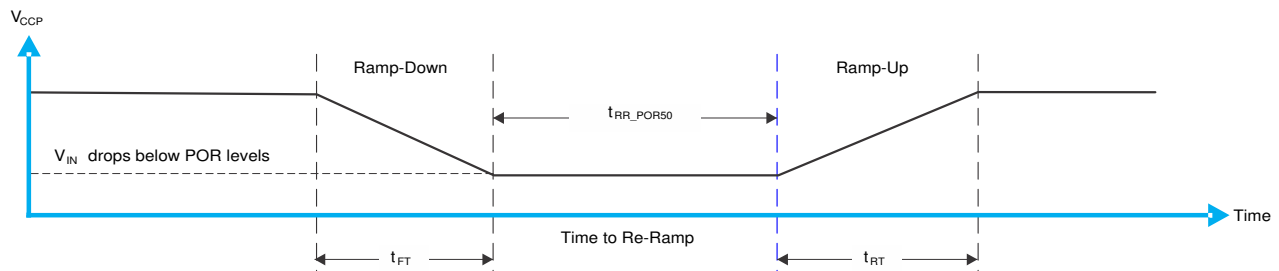 VCCP
Ramp-Down
Ramp-Up
tRR_POR50
VIN drops below POR levels
Time
Time to Re-Ramp
tFT
tRT